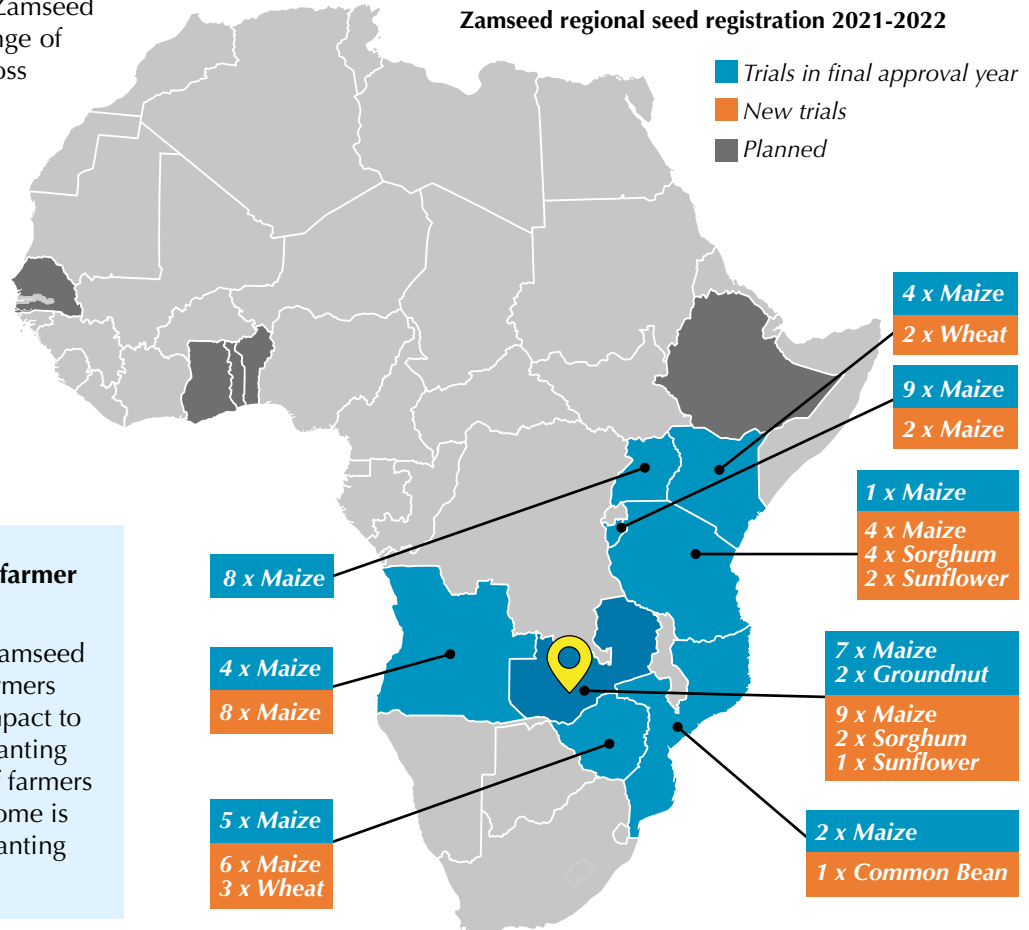 Zamseed
nge of
oss
Zamseed regional seed registration 2021-2022
Trials in final approval year
New trials
Planned
4 x Maize
2 x Wheat
9 x Maize
2 x Maize
1 x Maize
4 x Maize
4 x Sorghum
2 x Sunflower
7 x Maize
2 x Groundnut
9 x Maize
2 x Sorghum
1 x Sunflower
2 x Maize
1 x Common Bean
8 x Maize
4 x Maize
8 x Maize
5 x Maize
6 x Maize
3 x Wheat
farmer
amseed
rmers
npact to
anting
f farmers
ome is
anting